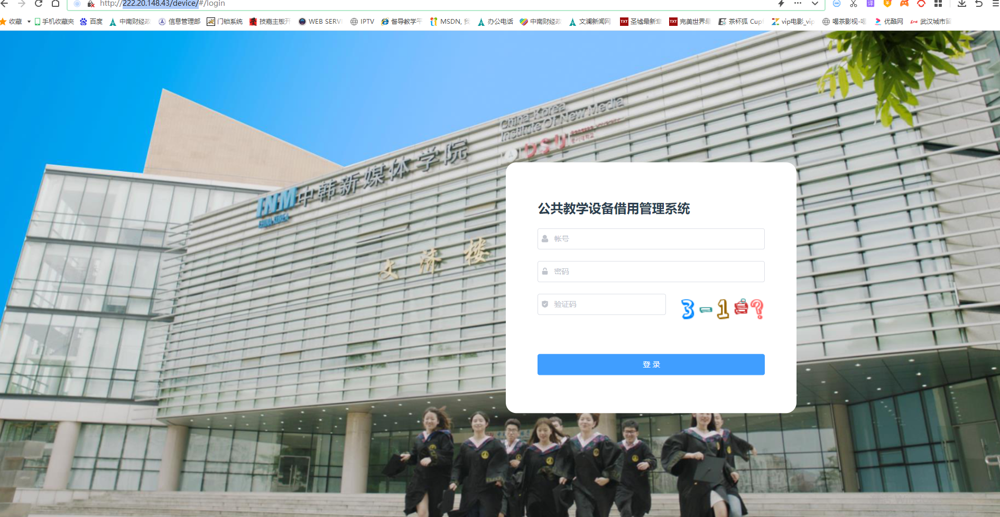 http://222.20.148.43/device/#/login
收藏 手机收藏夹 百度 中南财经政 信息管理部 门锁系统 技嘉主板开 WEB SERV IPTV 督导教学平 MSDN, 我 办公电话 中南财经政 文澜新闻网 圣墟最新章 完美世界最 茶杯狐 Cupf vip电影_vip 喝茶影视-喝 优酷网 武汉城市留
China-Korea
Institute Of New Media
DSU
INM中韩新媒体学院
CHINA KOREA
文济楼
公共教学设备借用管理系统
帐号
密码
验证码
3-1=?
登录